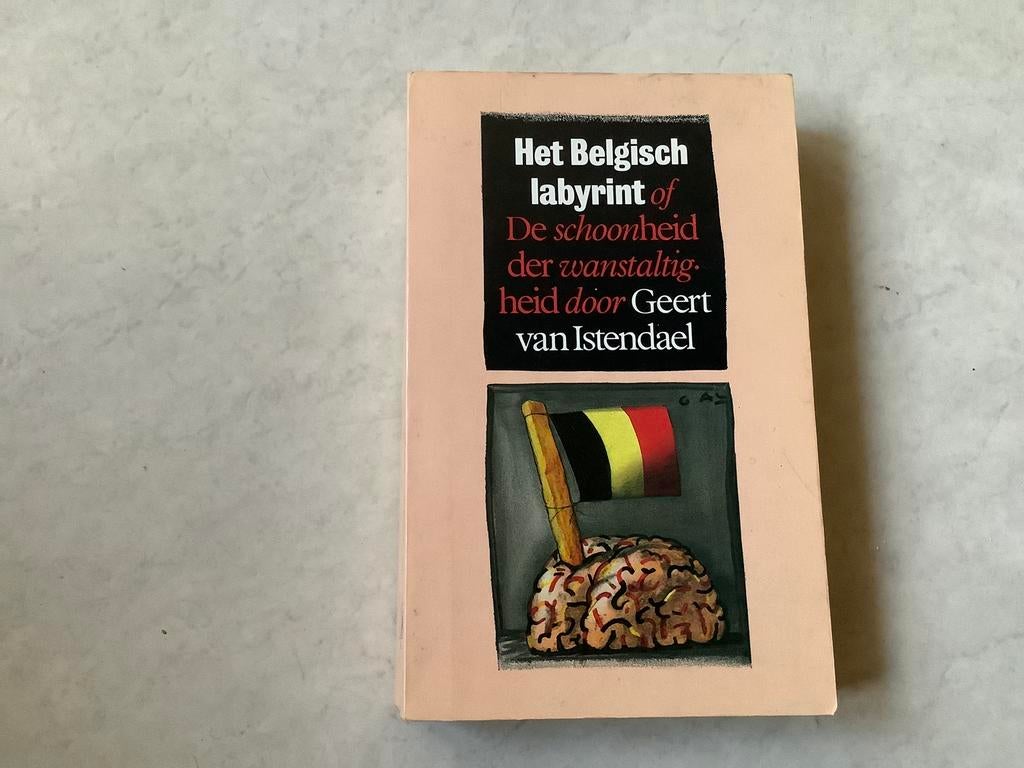 Het Belgisch
labyrint of
De schoonheid
der wanstaltig-
heid door Geert
van Istendael